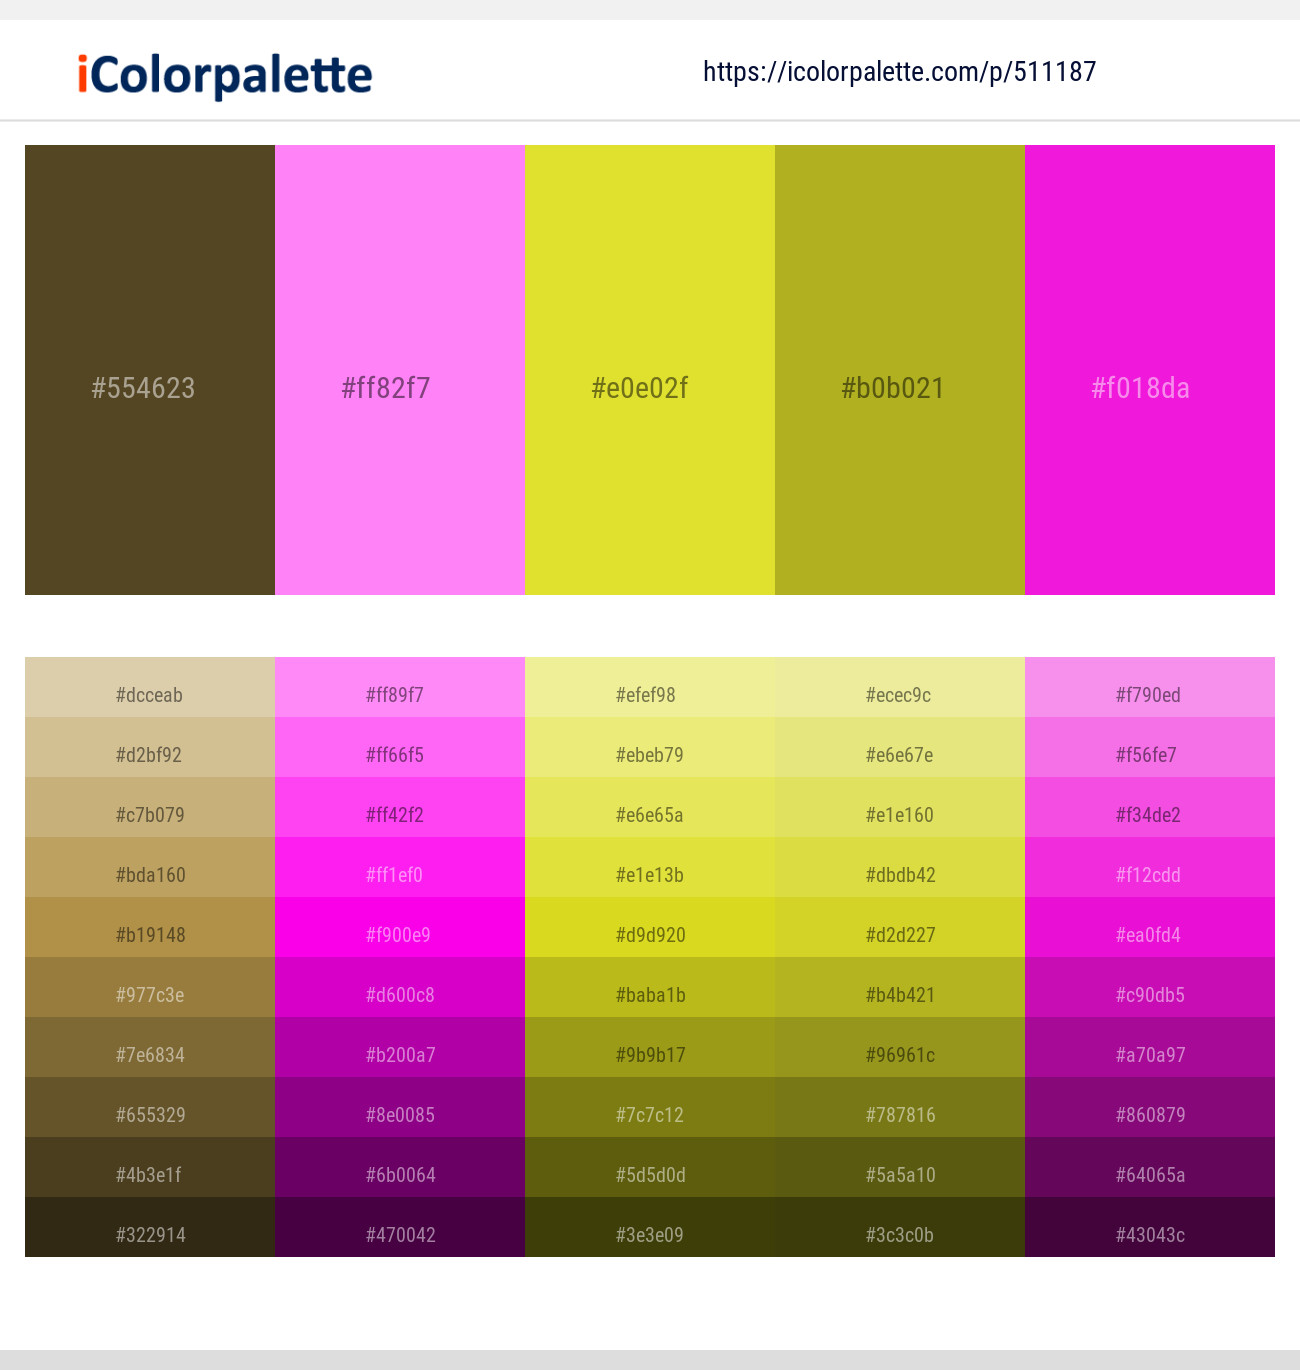 iColorpalette
https://icolorpalette.com/p/511187
#554623 #ff82f7 #e0e02f #b0b021 #f018da
#dcceab #ff89f7 #efef98 #ecec9c #f790ed
#d2bf92 #ff66f5 #ebeb79 #e6e67e #f56fe7
#c7b079 #ff42f2 #e6e65a #e1e160 #f34de2
#bda160 #ff1ef0 #e1e13b #dbdb42 #f12cdd
#b19148 #f900e9 #d9d920 #d2d227 #ea0fd4
#977c3e #d600c8 #baba1b #b4b421 #c90db5
#7e6834 #b200a7 #9b9b17 #96961c #a70a97
#655329 #8e0085 #7c7c12 #787816 #860879
#4b3e1f #6b0064 #5d5d0d #5a5a10 #64065a
#322914 #470042 #3e3e09 #3c3c0b #43043c